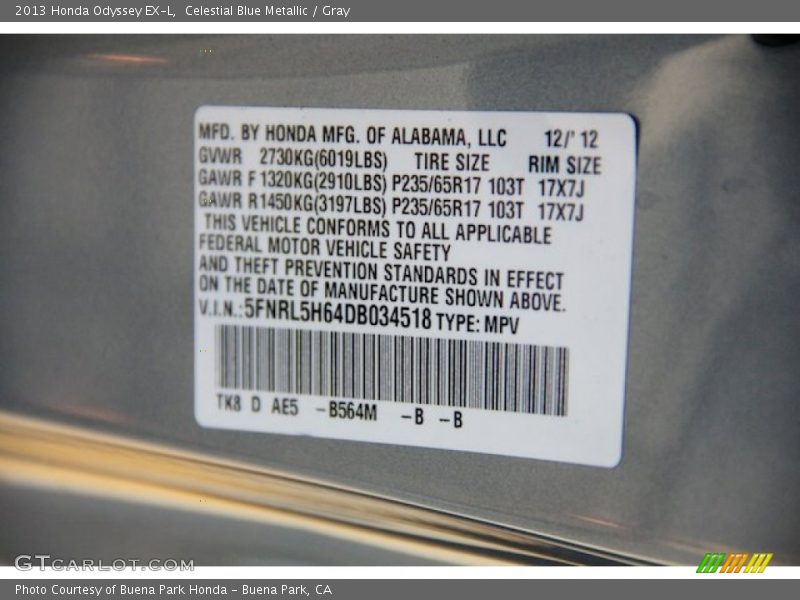 2013 Honda Odyssey EX-L,  Celestial Blue Metallic / Gray
MFD. BY HONDA MFG. OF ALABAMA, LLC 12/' 12
GVWR 2730KG(6019LBS) TIRE SIZE RIM SIZE
GAWR F 1320KG(2910LBS) P235/65R17 103T 17X7J
GAWR R1450KG(3197LBS) P235/65R17 103T 17X7J
THIS VEHICLE CONFORMS TO ALL APPLICABLE
FEDERAL MOTOR VEHICLE SAFETY
AND THEFT PREVENTION STANDARDS IN EFFECT
ON THE DATE OF MANUFACTURE SHOWN ABOVE.
V.I.N.: 5FNRL5H64DB034518 TYPE: MPV
TK8 D AE5 -B564M -B -B
GTCARLOT.COM
Photo Courtesy of Buena Park Honda - Buena Park, CA